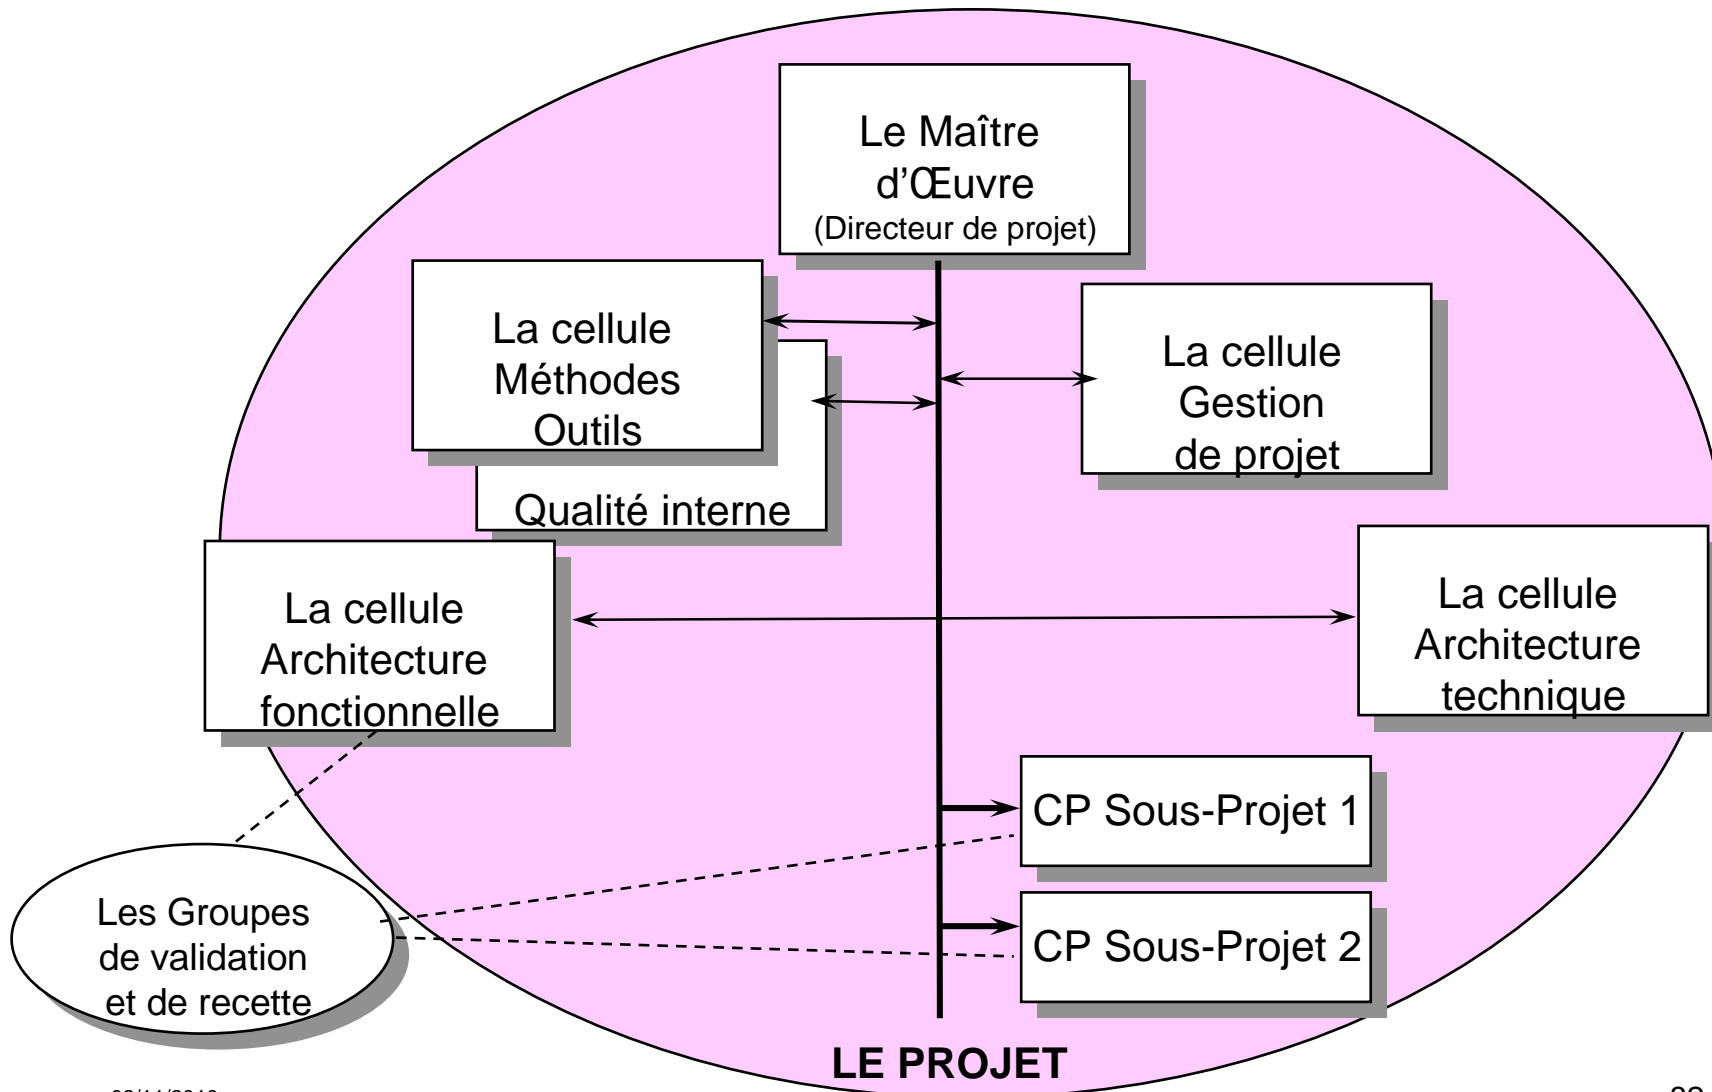 Le Maître
d'Œuvre
(Directeur de projet)
La cellule
Méthodes
Outils
Qualité interne
La cellule
Gestion
de projet
La cellule
Architecture
fonctionnelle
La cellule
Architecture
technique
CP Sous-Projet 1
CP Sous-Projet 2
Les Groupes
de validation
et de recette
LE PROJET